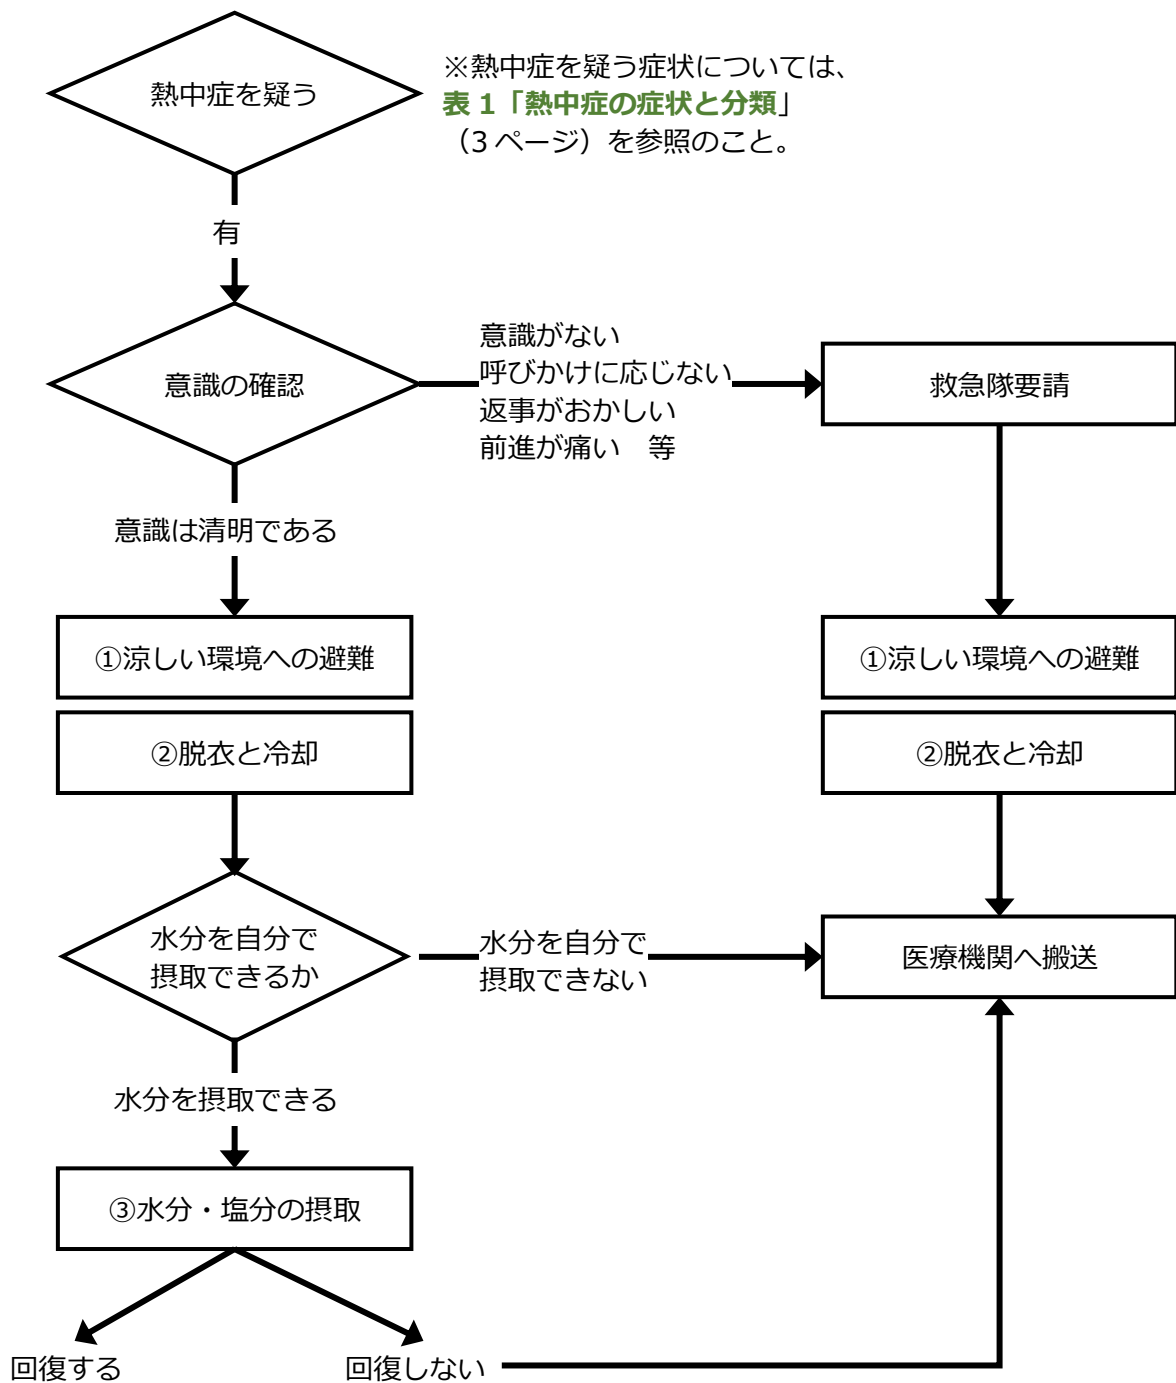 熱中症を疑う
※熱中症を疑う症状については、
表 1「熱中症の症状と分類」
（3 ページ）を参照のこと。
有
意識の確認
意識がない
呼びかけに応じない
返事がおかしい
前進が痛い　等
救急隊要請
意識は清明である
①涼しい環境への避難
①涼しい環境への避難
②脱衣と冷却
②脱衣と冷却
水分を自分で
摂取できるか
水分を自分で
摂取できない
医療機関へ搬送
水分を摂取できる
③水分・塩分の摂取
回復する
回復しない